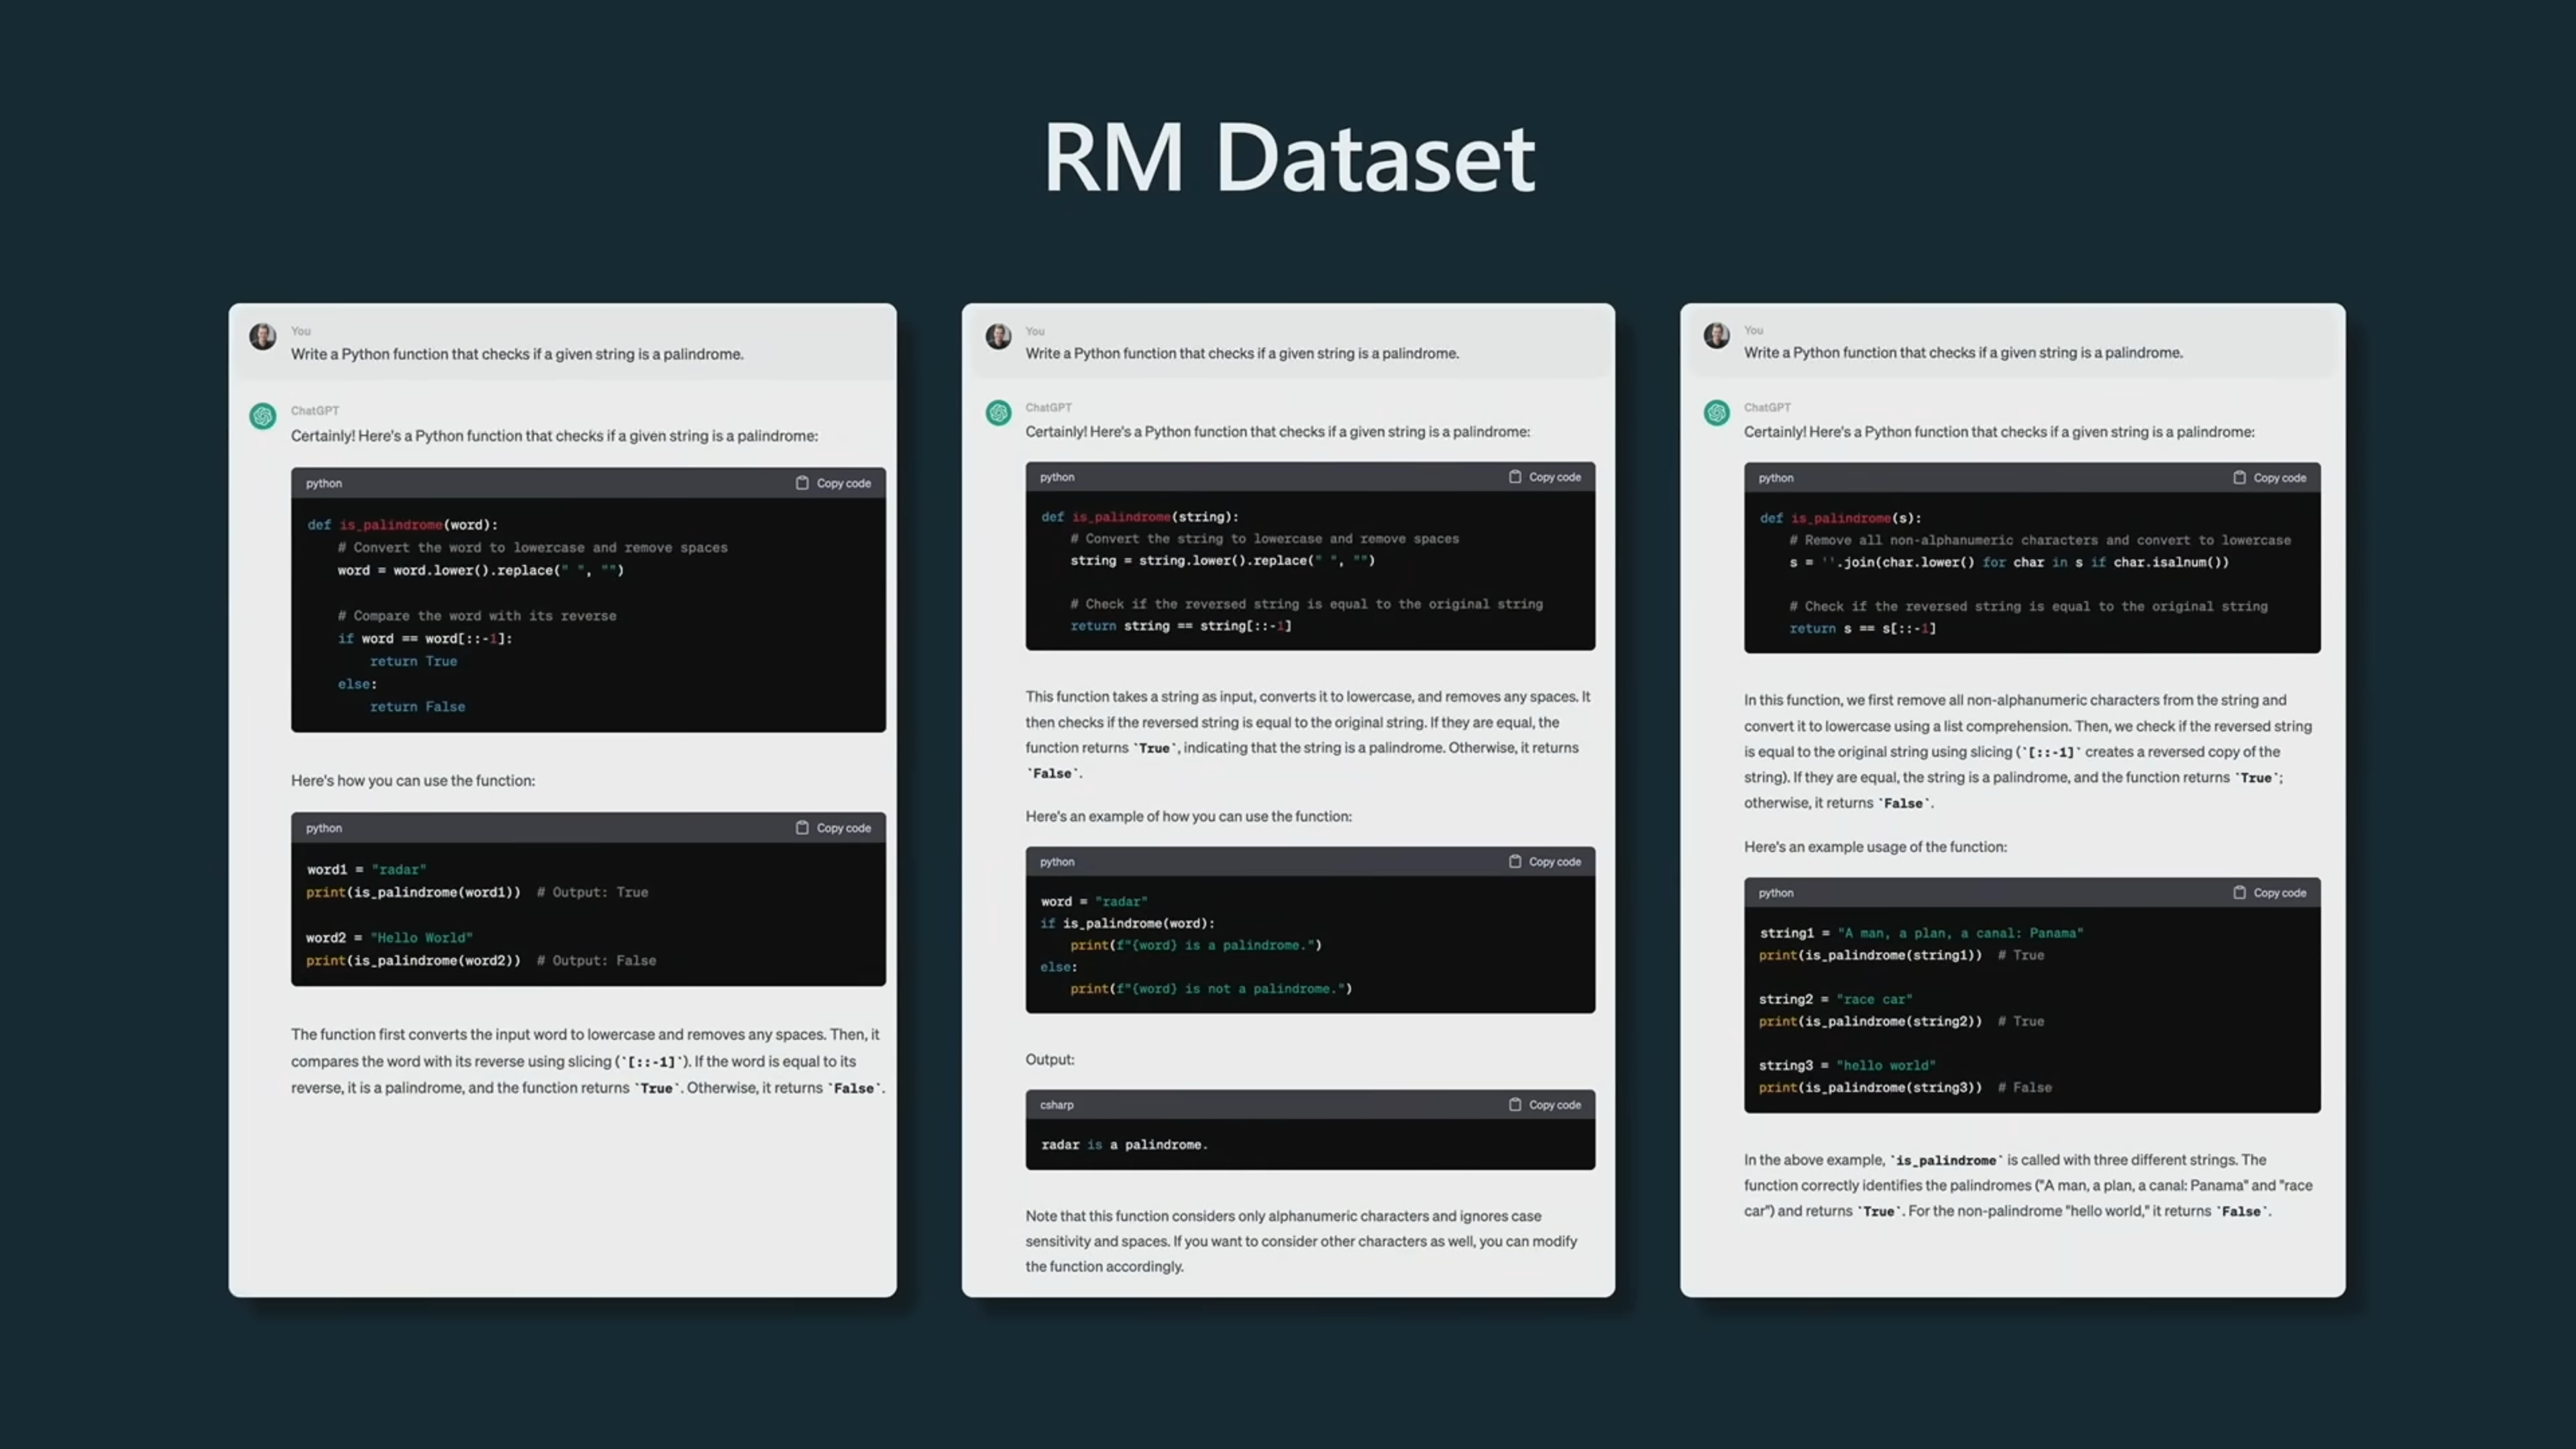 RM Dataset
You
Write a Python function that checks if a given string is a palindrome.
ChatGPT
Certainly! Here's a Python function that checks if a given string is a palindrome:
python Copy code
def is_palindrome(word):
    # Convert the word to lowercase and remove spaces
    word = word.lower().replace(" ", "")
    # Compare the word with its reverse
    if word == word[::-1]:
        return True
    else:
        return False
Here's how you can use the function:
python Copy code
word1 = "radar"
print(is_palindrome(word1))  # Output: True
word2 = "Hello World"
print(is_palindrome(word2))  # Output: False
The function first converts the input word to lowercase and removes any spaces. Then, it
compares the word with its reverse using slicing (`[::-1]`). If the word is equal to its
reverse, it is a palindrome, and the function returns `True`. Otherwise, it returns `False`.
You
Write a Python function that checks if a given string is a palindrome.
ChatGPT
Certainly! Here's a Python function that checks if a given string is a palindrome:
python Copy code
def is_palindrome(string):
    # Convert the string to lowercase and remove spaces
    string = string.lower().replace(" ", "")
    # Check if the reversed string is equal to the original string
    return string == string[::-1]
This function takes a string as input, converts it to lowercase, and removes any spaces. It
then checks if the reversed string is equal to the original string. If they are equal, the
function returns `True`, indicating that the string is a palindrome. Otherwise, it returns
`False`.
Here's an example of how you can use the function:
python Copy code
word = "radar"
if is_palindrome(word):
    print(f"{word} is a palindrome.")
else:
    print(f"{word} is not a palindrome.")
Output:
csharp Copy code
radar is a palindrome.
Note that this function considers only alphanumeric characters and ignores case
sensitivity and spaces. If you want to consider other characters as well, you can modify
the function accordingly.
You
Write a Python function that checks if a given string is a palindrome.
ChatGPT
Certainly! Here's a Python function that checks if a given string is a palindrome:
python Copy code
def is_palindrome(s):
    # Remove all non-alphanumeric characters and convert to lowercase
    s = ''.join(char.lower() for char in s if char.isalnum())
    # Check if the reversed string is equal to the original string
    return s == s[::-1]
In this function, we first remove all non-alphanumeric characters from the string and
convert it to lowercase using a list comprehension. Then, we check if the reversed string
is equal to the original string using slicing (`[::-1]` creates a reversed copy of the
string). If they are equal, the string is a palindrome, and the function returns `True`;
otherwise, it returns `False`.
Here's an example usage of the function:
python Copy code
string1 = "A man, a plan, a canal: Panama"
print(is_palindrome(string1))  # True
string2 = "race car"
print(is_palindrome(string2))  # True
string3 = "hello world"
print(is_palindrome(string3))  # False
In the above example, `is_palindrome` is called with three different strings. The
function correctly identifies the palindromes ("A man, a plan, a canal: Panama" and "race
car") and returns `True`. For the non-palindrome "hello world," it returns `False`.